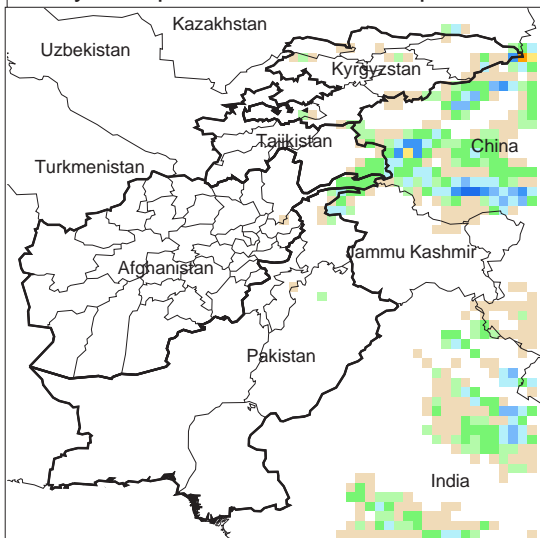 Kazakhstan
Uzbekistan
Kyrgyzstan
Tajikistan
China
Turkmenistan
Jammu Kashmir
Afghanistan
Pakistan
India